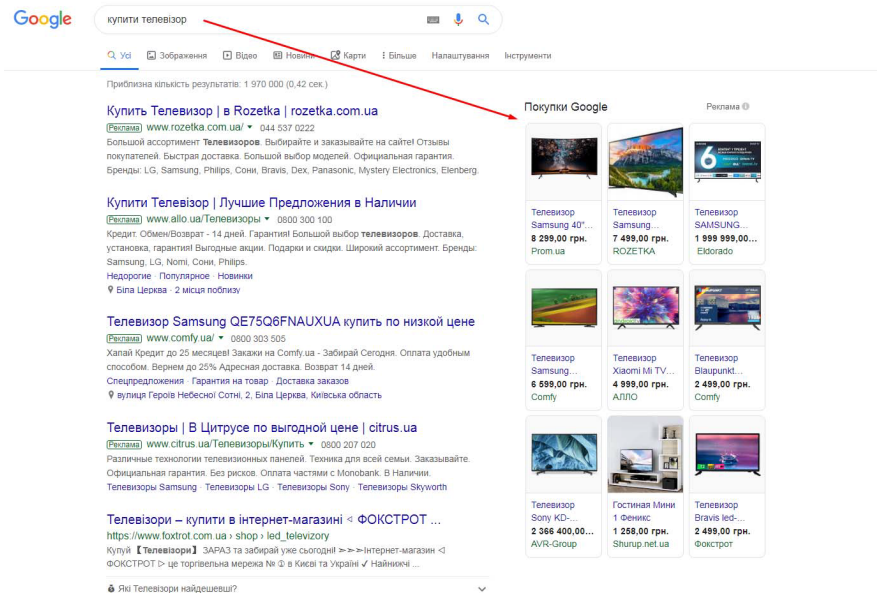 Google
купити телевізор
Усі Зображення Відео Новини Карти Більше Налаштування Інструменти
Приблизна кількість результатів: 1 970 000 (0,42 сек.)
Купить Телевизор | в Rozetka | rozetka.com.ua
Реклама www.rozetka.com.ua/ 044 537 0222
Большой ассортимент Телевизоров. Выбирайте и заказывайте на сайте! Отзывы
покупателей. Быстрая доставка. Большой выбор моделей. Официальная гарантия.
Бренды: LG, Samsung, Philips, Сони, Bravis, Dex, Panasonic, Mystery Electronics, Elenberg.
Купити Телевізор | Лучшие Предложения в Наличии
Реклама www.allo.ua/Телевизоры 0800 300 100
Кредит. Обмен/Возврат - 14 дней. Гарантия! Большой выбор телевизоров. Доставка,
установка, гарантия! Выгодные акции. Подарки и скидки. Широкий ассортимент. Бренды:
Samsung, LG, Nomi, Сони, Philips.
Недорогие · Популярное · Новинки
Біла Церква · 2 місця поблизу
Телевизор Samsung QE75Q6FNAUXUA купить по низкой цене
Реклама www.comfy.ua/ 0800 303 505
Хапай Кредит до 25 месяцев! Закажи на Comfy.ua - Забирай Сегодня. Оплата удобным
способом. Вернем до 25% Адресная доставка. Возврат 14 дней.
Спецпредложения · Гарантия на товар · Доставка заказов
вулиця Героїв Небесної Сотні, 2, Біла Церква, Київська область
Телевизоры | В Цитрусе по выгодной цене | citrus.ua
Реклама www.citrus.ua/Телевизоры/Купить 0800 207 020
Различные технологии телевизионных панелей. Техника для всей семьи. Заказывайте.
Официальная гарантия. Без рисков. Оплата частями с Monobank. В Наличии.
Телевизоры Samsung · Телевизоры LG · Телевизоры Sony · Телевизоры Skyworth
Телевізори – купити в інтернет-магазині ⊲ ФОКСТРОТ ...
https://www.foxtrot.com.ua › shop › led_televizory
Купуй 【Телевізори】 ЗАРАЗ та забирай уже сьогодні! ➣➣➣Інтернет-магазин ⊲
ФОКСТРОТ ⊳ це торгівельна мережа № ① в Києві та Україні ✓ Найнижчі ...
Які Телевізори найдешевші?
Покупки Google Реклама
Телевизор Телевизор Телевизор
Samsung 40"... Samsung... SAMSUNG...
8 299,00 грн. 7 499,00 грн. 1 999 999,00...
Prom.ua ROZETKA Eldorado
Телевизор Телевизор Телевизор
Samsung... Xiaomi Mi TV... Blaupunkt...
6 599,00 грн. 4 999,00 грн. 2 499,00 грн.
Comfy АЛЛО Comfy
Телевизор Гостиная Мини Телевизор
Sony KD-... 1 Феникс Bravis led-...
2 366 400,00... 1 258,00 грн. 2 499,00 грн.
AVR-Group Shurup.net.ua Фокстрот